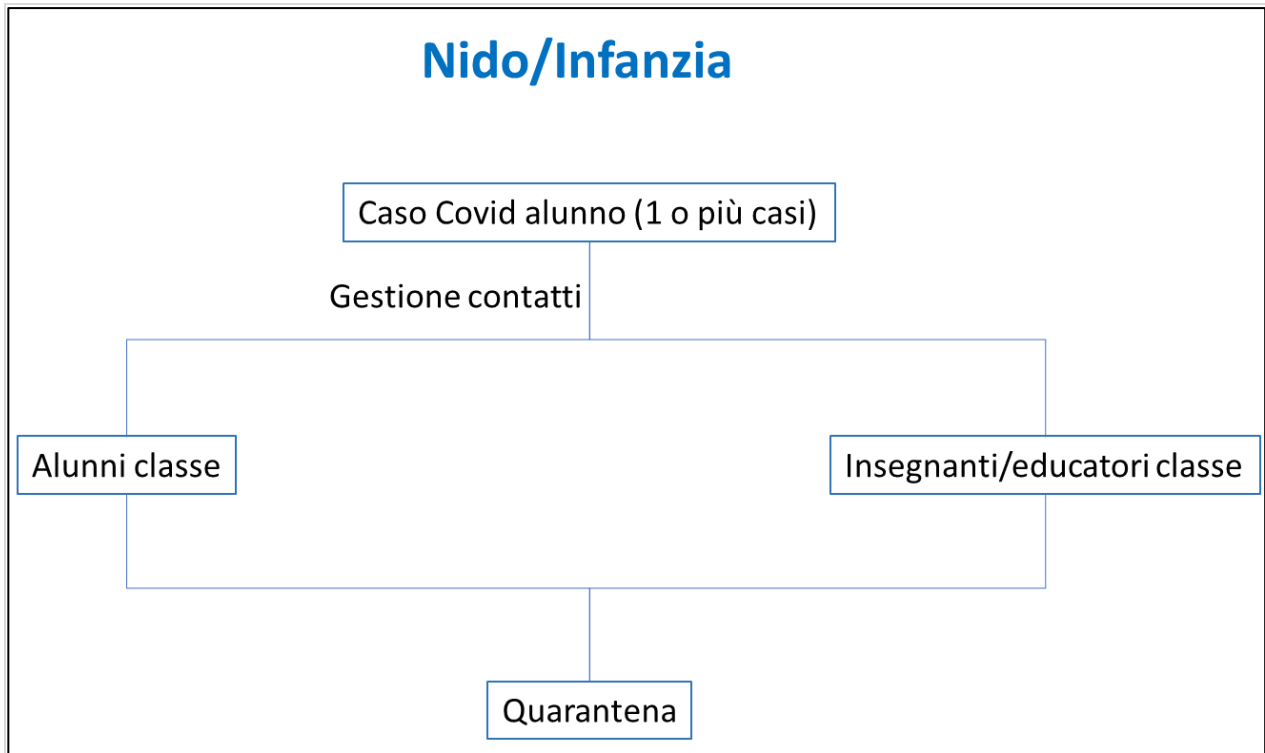 Nido/Infanzia
Caso Covid alunno (1 o più casi)
Gestione contatti
Alunni classe
Insegnanti/educatori classe
Quarantena